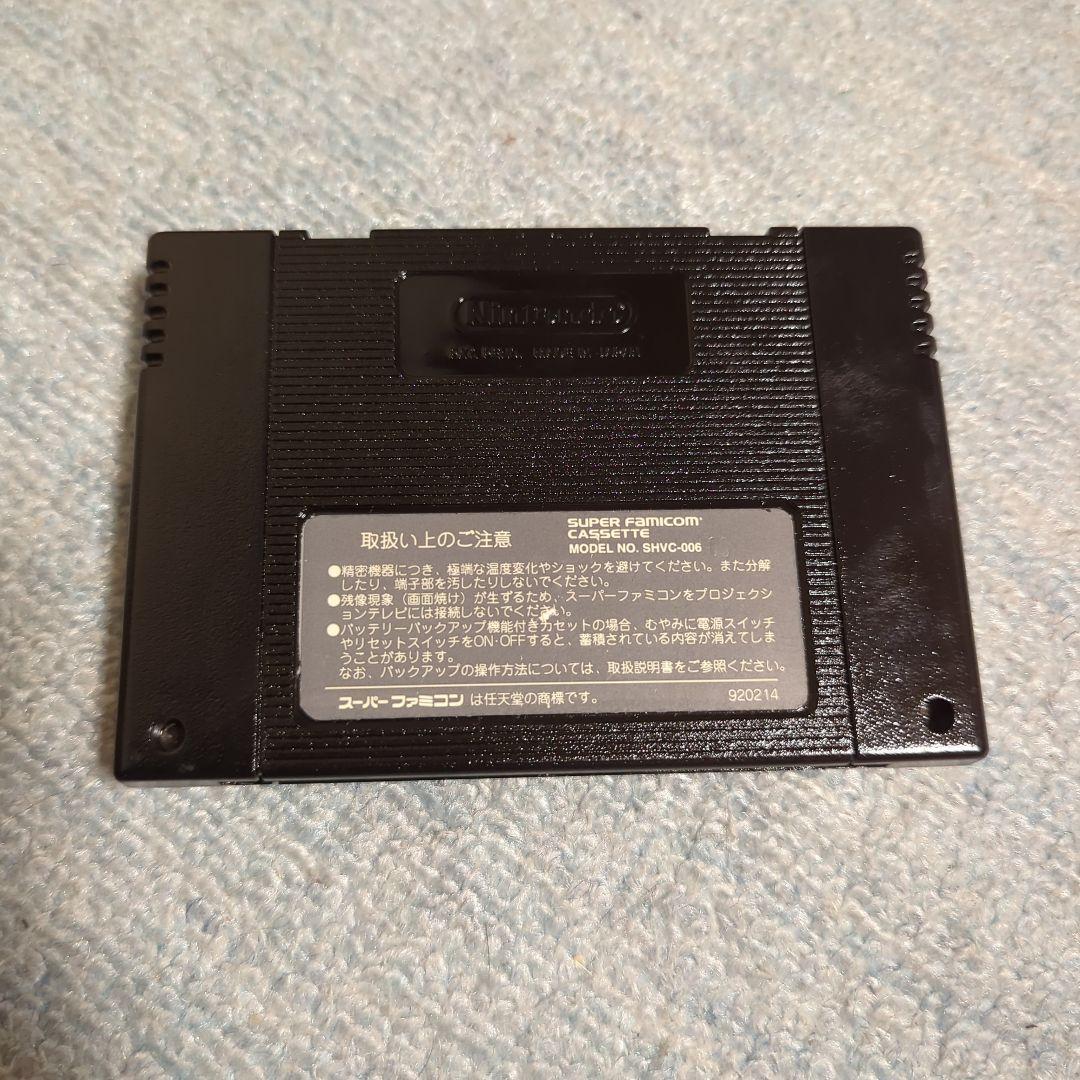 Nintendo
PAT. PEND. MADE IN JAPAN
取扱い上のご注意
SUPER FAMICOM
CASSETTE
MODEL NO. SHVC-006
●精密機器につき、極端な温度変化やショックを避けてください。また分解
したり、端子部を汚したりしないでください。
●残像現象（画面焼け）が生ずるため、スーパーファミコンをプロジェクシ
ョンテレビには接続しないでください。
●バッテリーバックアップ機能付きカセットの場合、むやみに電源スイッチ
やリセットスイッチをON・OFFすると、蓄積されている内容が消えてしま
うことがあります。
なお、バックアップの操作方法については、取扱説明書をご参照ください。
スーパーファミコン は任天堂の商標です。
920214